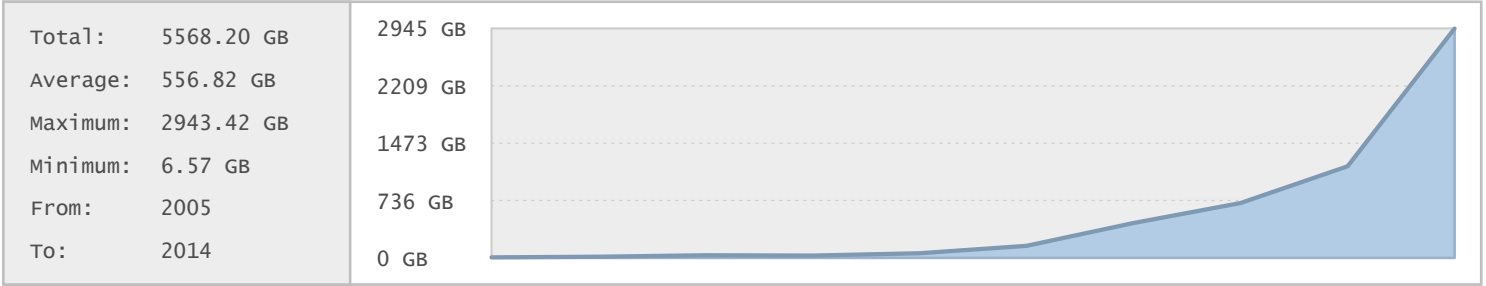 Total: 5568.20 GB
Average: 556.82 GB
Maximum: 2943.42 GB
Minimum: 6.57 GB
From: 2005
To: 2014
2945 GB
2209 GB
1473 GB
736 GB
0 GB